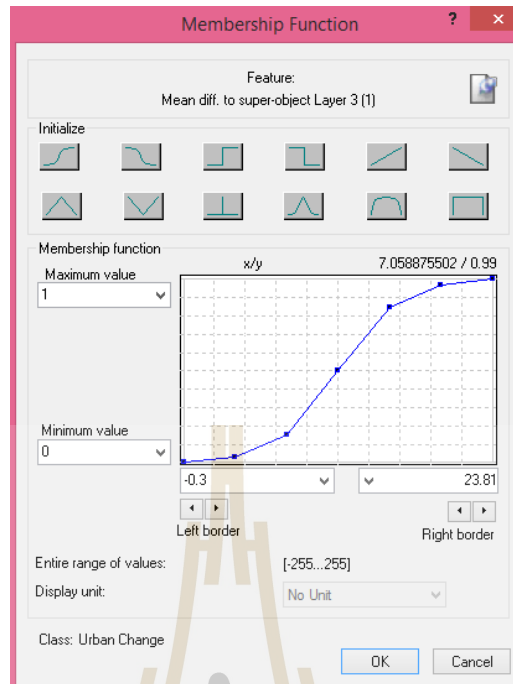 Membership Function ? ×
Feature:
Mean diff. to super-object Layer 3 (1)
Initialize
Membership function
Maximum value
x/y
7.058875502 / 0.99
1
Minimum value
0
-0.3
23.81
Left border
Right border
Entire range of values:
[-255...255]
Display unit:
No Unit
Class: Urban Change
OK
Cancel